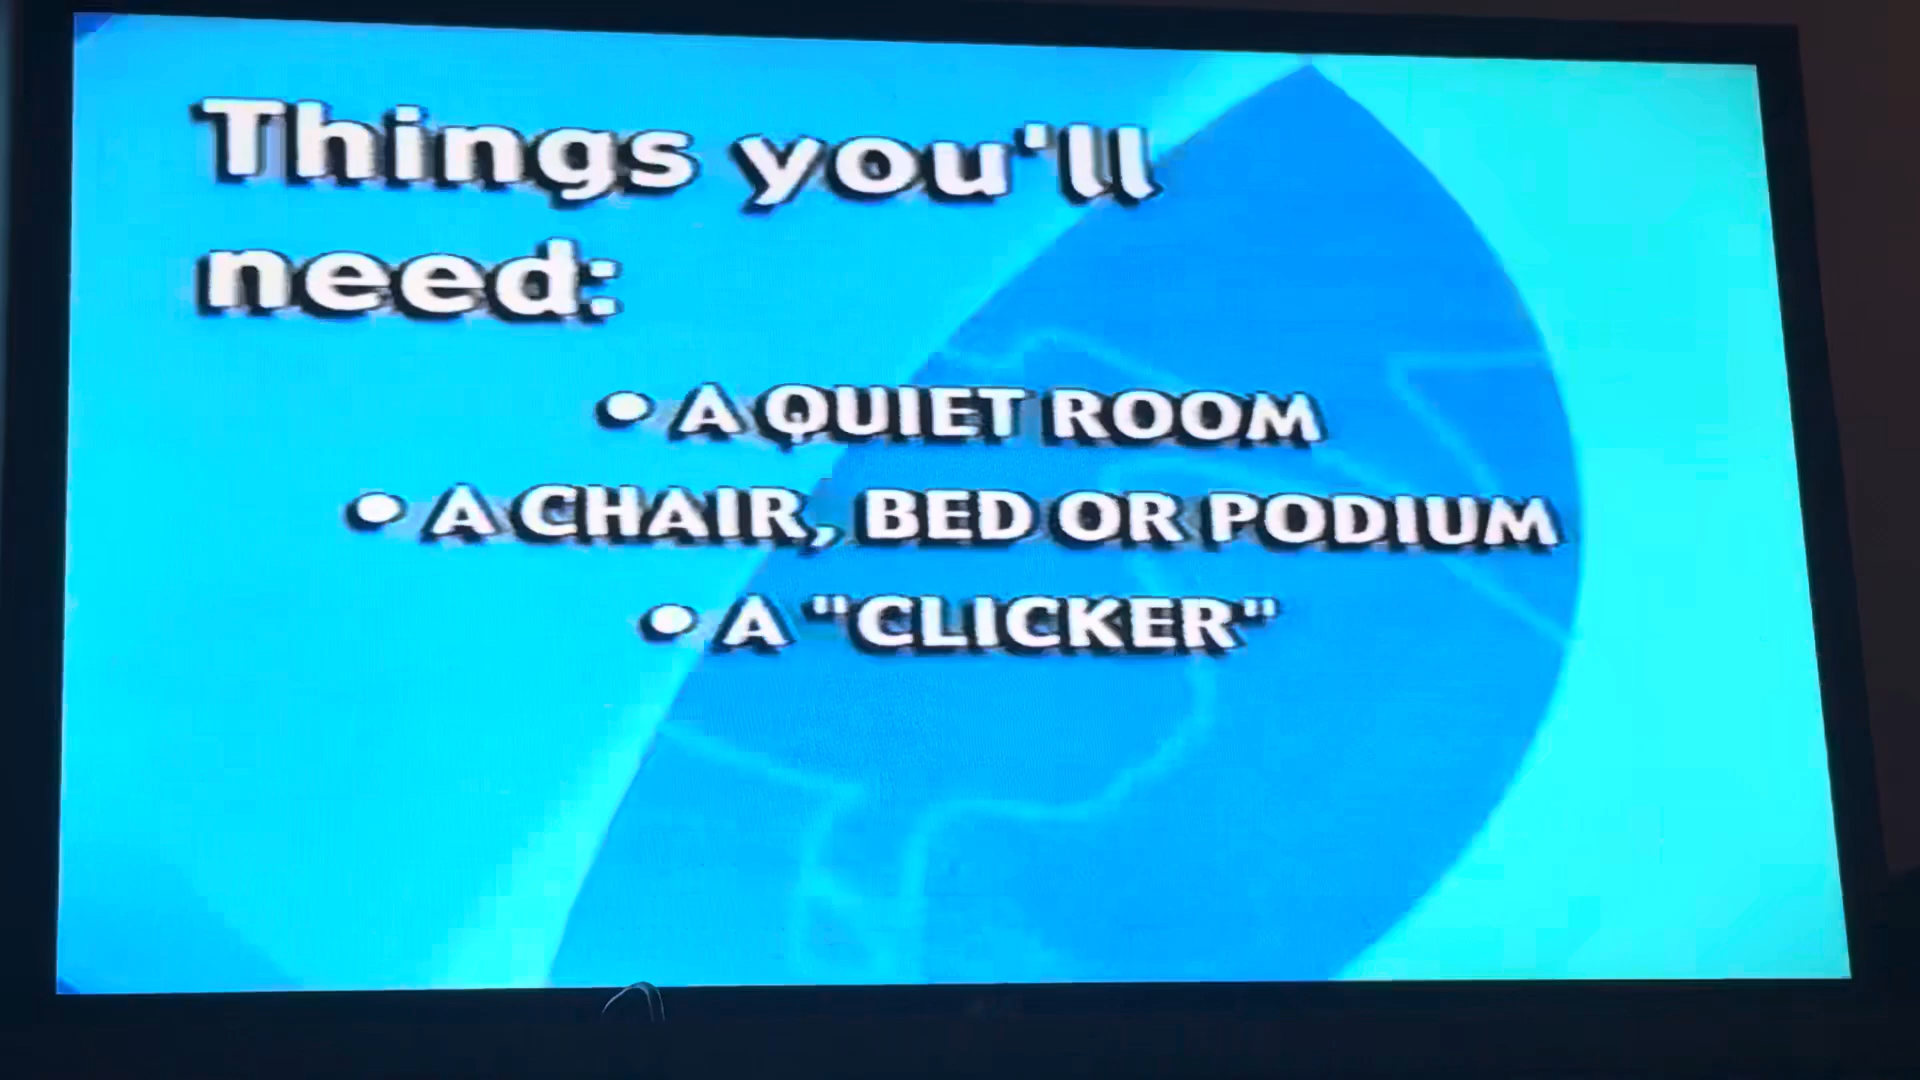 Things you'll
need:
• A QUIET ROOM
• A CHAIR, BED OR PODIUM
• A "CLICKER"